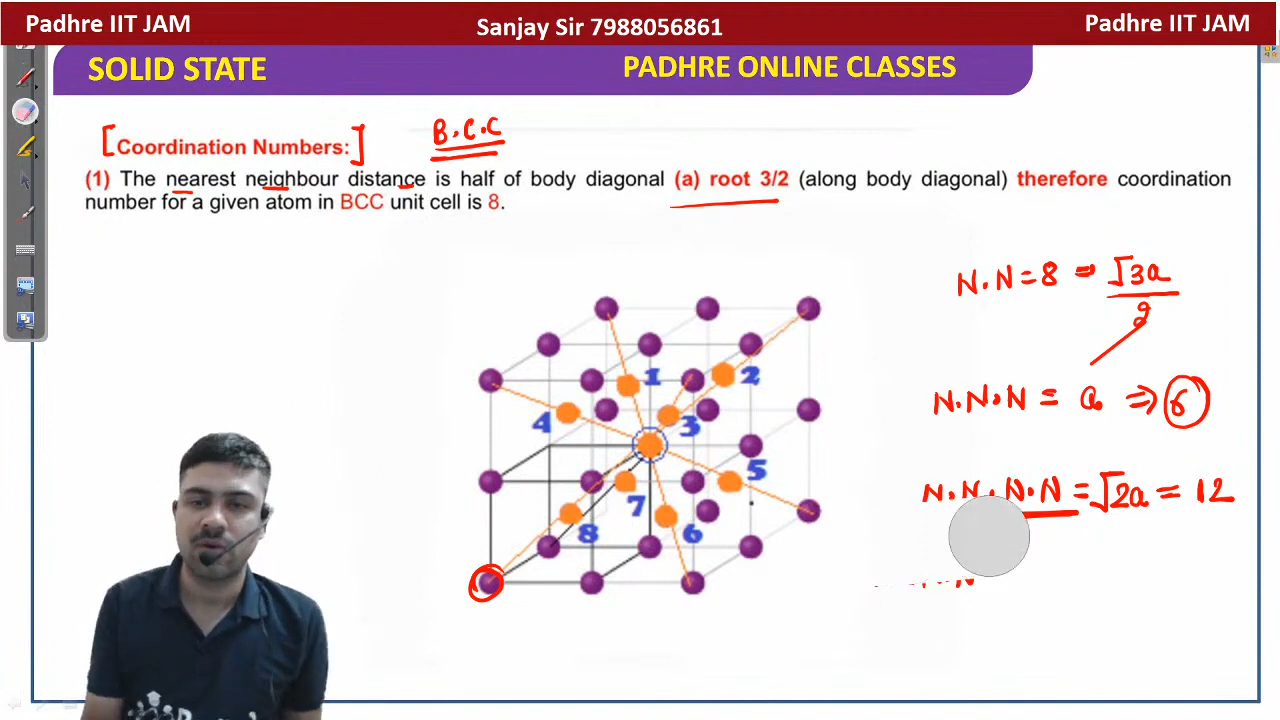 Padhre IIT JAM
Sanjay Sir 7988056861
Padhre IIT JAM
SOLID STATE
PADHRE ONLINE CLASSES
[Coordination Numbers:] B.C.C
(1) The nearest neighbour distance is half of body diagonal (a) root 3/2 (along body diagonal) therefore coordination
number for a given atom in BCC unit cell is 8.
N.N = 8 = √3a/2
N.N.N = a ⇒ 6
N.N.N.N = √2a = 12
1
2
3
4
5
6
7
8